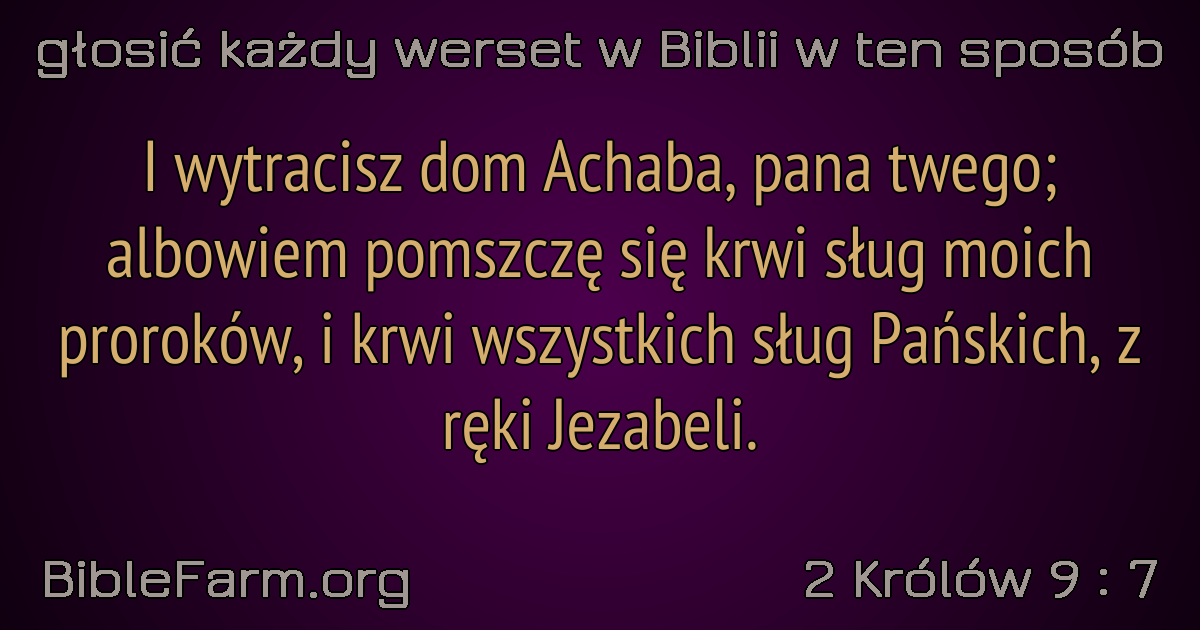 głosić każdy werset w Biblii w ten sposób
I wytracisz dom Achaba, pana twego;
albowiem pomszczę się krwi sług moich
proroków, i krwi wszystkich sług Pańskich, z
ręki Jezabeli.
BibleFarm.org
2 Królów 9 : 7